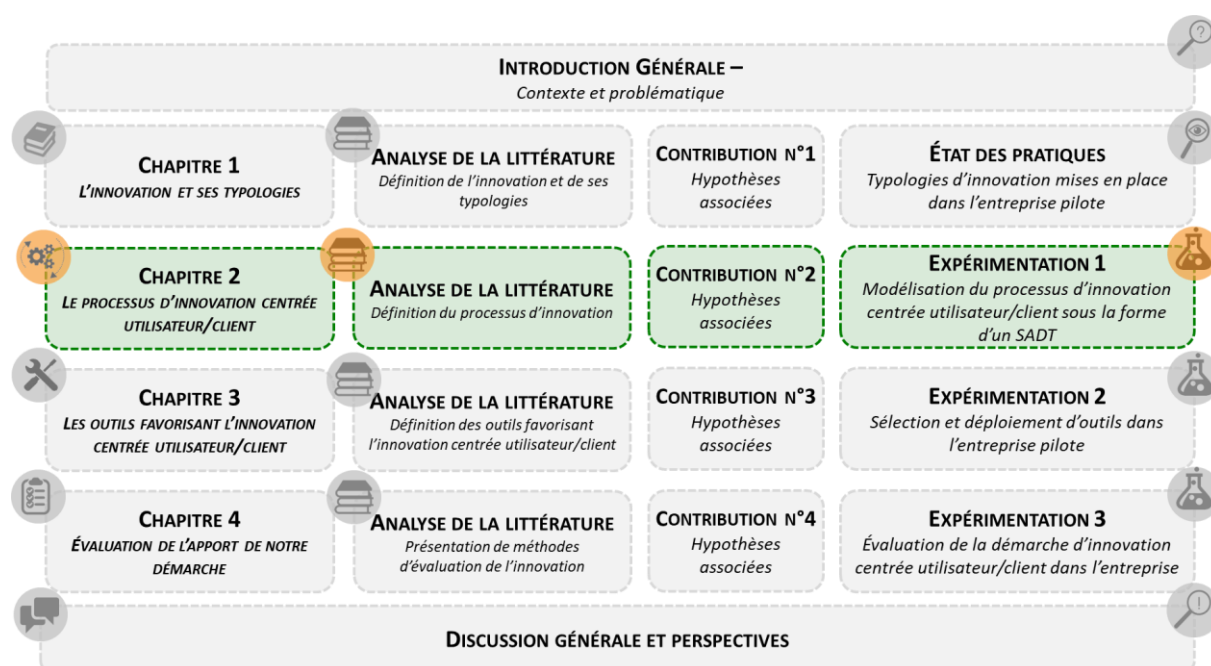 Introduction Générale –
Contexte et problématique
Chapitre 1
L'innovation et ses typologies
Analyse de la littérature
Définition de l'innovation et de ses
typologies
Contribution n°1
Hypothèses
associées
État des pratiques
Typologies d'innovation mises en place
dans l'entreprise pilote
Chapitre 2
Le processus d'innovation centrée
utilisateur/client
Analyse de la littérature
Définition du processus d'innovation
Contribution n°2
Hypothèses
associées
Expérimentation 1
Modélisation du processus d'innovation
centrée utilisateur/client sous la forme
d'un SADT
Chapitre 3
Les outils favorisant l'innovation
centrée utilisateur/client
Analyse de la littérature
Définition des outils favorisant
l'innovation centrée utilisateur/client
Contribution n°3
Hypothèses
associées
Expérimentation 2
Sélection et déploiement d'outils dans
l'entreprise pilote
Chapitre 4
Évaluation de l'apport de notre
démarche
Analyse de la littérature
Présentation de méthodes
d'évaluation de l'innovation
Contribution n°4
Hypothèses
associées
Expérimentation 3
Évaluation de la démarche d'innovation
centrée utilisateur/client dans l'entreprise
Discussion générale et perspectives